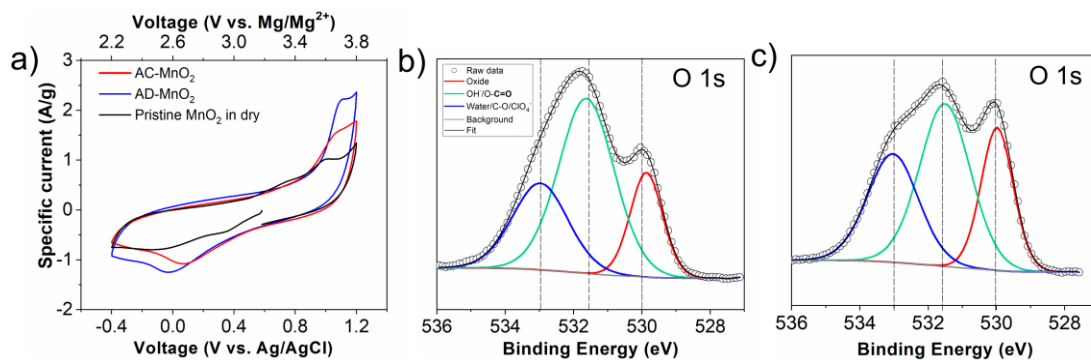 a)
Voltage (V vs. Mg/Mg²⁺)
2.2 2.6 3.0 3.4 3.8
Specific current (A/g)
3
2
1
0
-1
-2
AC-MnO₂
AD-MnO₂
Pristine MnO₂ in dry
-0.4 0.0 0.4 0.8 1.2
Voltage (V vs. Ag/AgCl)
b)
O 1s
Raw data
Oxide
OH⁻/O-C=O
Water/C-O/ClO₄⁻
Background
Fit
536 534 532 530 528
Binding Energy (eV)
c)
O 1s
536 534 532 530 528
Binding Energy (eV)